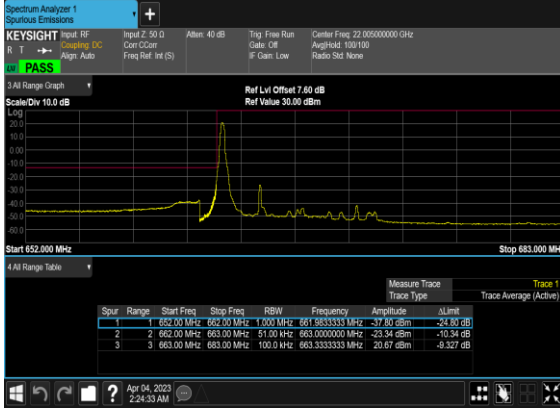 Spectrum Analyzer 1
Spurious Emissions
+
KEYSIGHT Input: RF Input Z: 50 Ω Atten: 40 dB Trig: Free Run Center Freq: 22.005000000 GHz
R T Coupling: DC Corr CCorr Gate: Off Avg|Hold: 100/100
Align: Auto Freq Ref: Int (S) IF Gain: Low Radio Std: None
PASS
3 All Range Graph
Ref Lvl Offset 7.60 dB
Scale/Div 10.0 dB Ref Value 30.00 dBm
Log
20.0
10.0
0.00
-10.0
-20.0
-30.0
-40.0
-50.0
-60.0
Start 652.000 MHz Stop 683.000 MH
4 All Range Table
Measure Trace Trace 1
Trace Type Trace Average (Active)
Spur Range Start Freq Stop Freq RBW Frequency Amplitude ΔLimit
1 1 652.00 MHz 662.00 MHz 1.000 MHz 661.9833333 MHz -37.80 dBm -24.80 dB
2 2 662.00 MHz 663.00 MHz 51.00 kHz 663.0000000 MHz -23.34 dBm -10.34 dB
3 3 663.00 MHz 683.00 MHz 100.0 kHz 663.3333333 MHz 20.67 dBm -9.327 dB
? Apr 04, 2023
2:24:33 AM